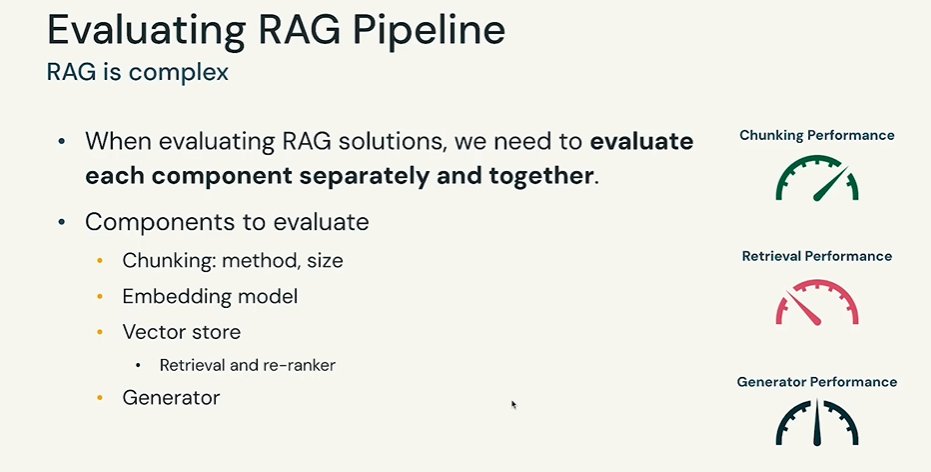 Evaluating RAG Pipeline
RAG is complex
• When evaluating RAG solutions, we need to evaluate
each component separately and together.
• Components to evaluate
• Chunking: method, size
• Embedding model
• Vector store
• Retrieval and re-ranker
• Generator
Chunking Performance
Retrieval Performance
Generator Performance